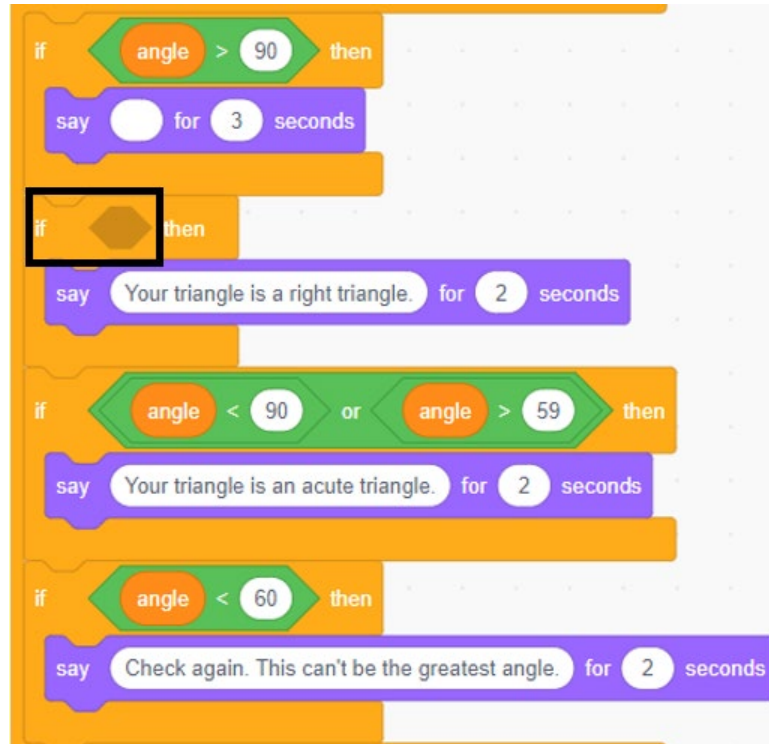 if angle > 90 then
say for 3 seconds
if then
say Your triangle is a right triangle. for 2 seconds
if angle < 90 or angle > 59 then
say Your triangle is an acute triangle. for 2 seconds
if angle < 60 then
say Check again. This can't be the greatest angle. for 2 seconds